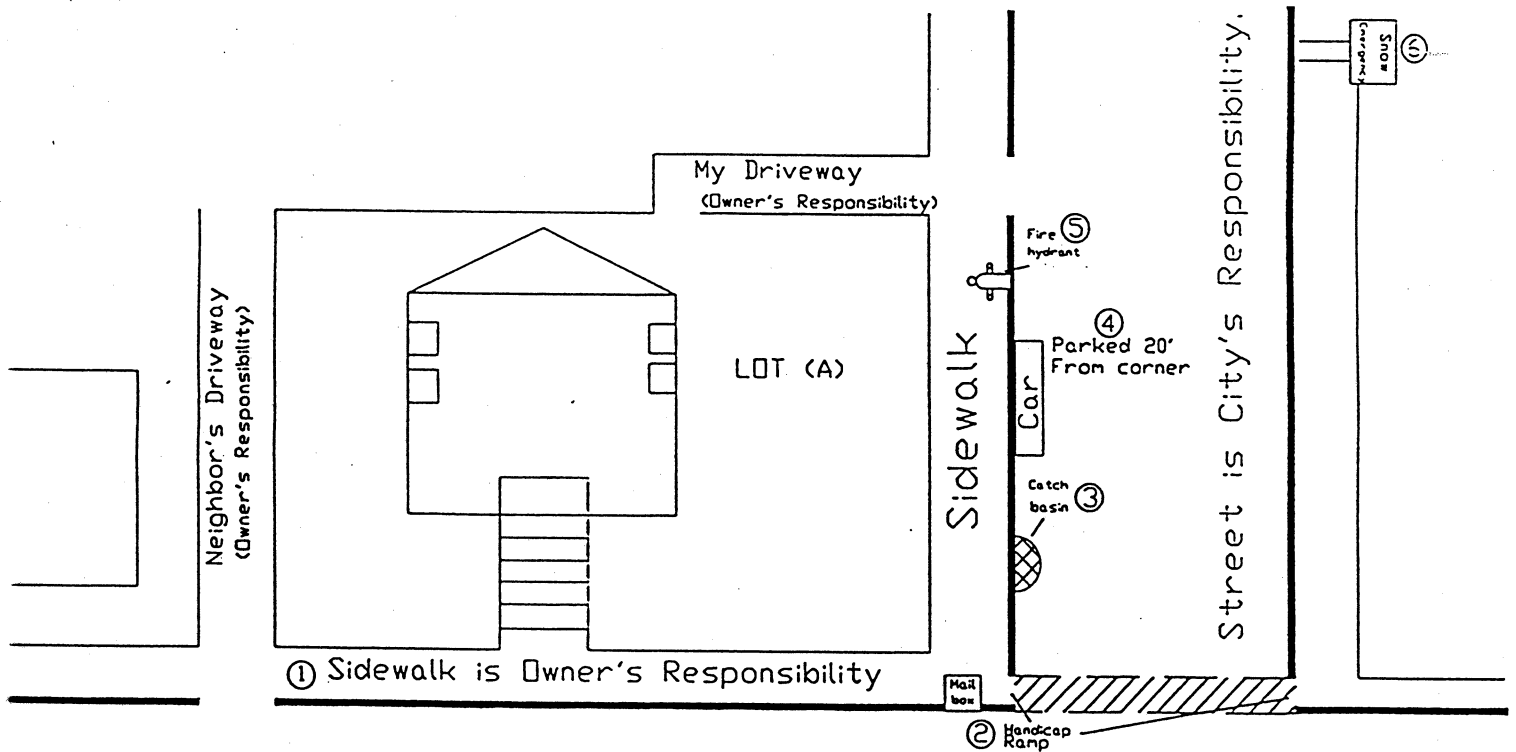 Snow
Emergency
My Driveway
(Owner's Responsibility)
Fire ⑤
hydrant
④
Parked 20'
From corner
Car
LOT (A)
Neighbor's Driveway
(Owner's Responsibility)
Sidewalk
Street is City's Responsibility.
Catch
basin ③
① Sidewalk is Owner's Responsibility
Mail
box
② Handicap
Ramp